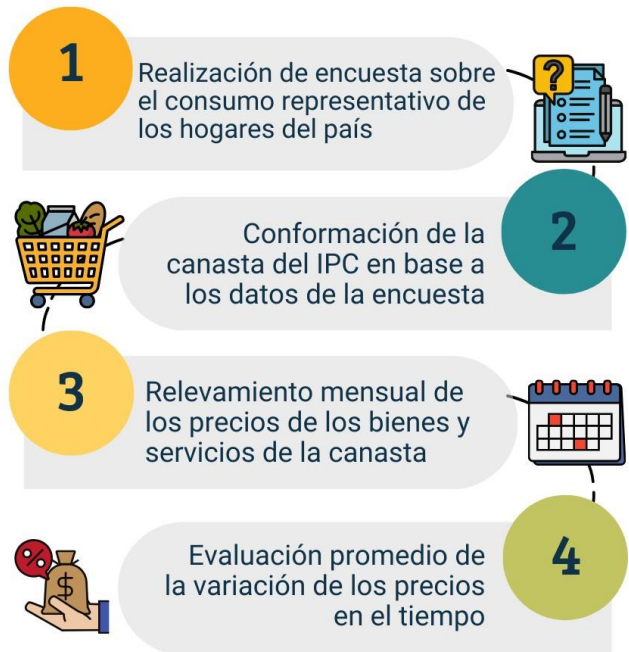 1
Realización de encuesta sobre
el consumo representativo de
los hogares del país
?
2
Conformación de la
canasta del IPC en base a
los datos de la encuesta
3
Relevamiento mensual de
los precios de los bienes y
servicios de la canasta
4
Evaluación promedio de
la variación de los precios
en el tiempo
%
$